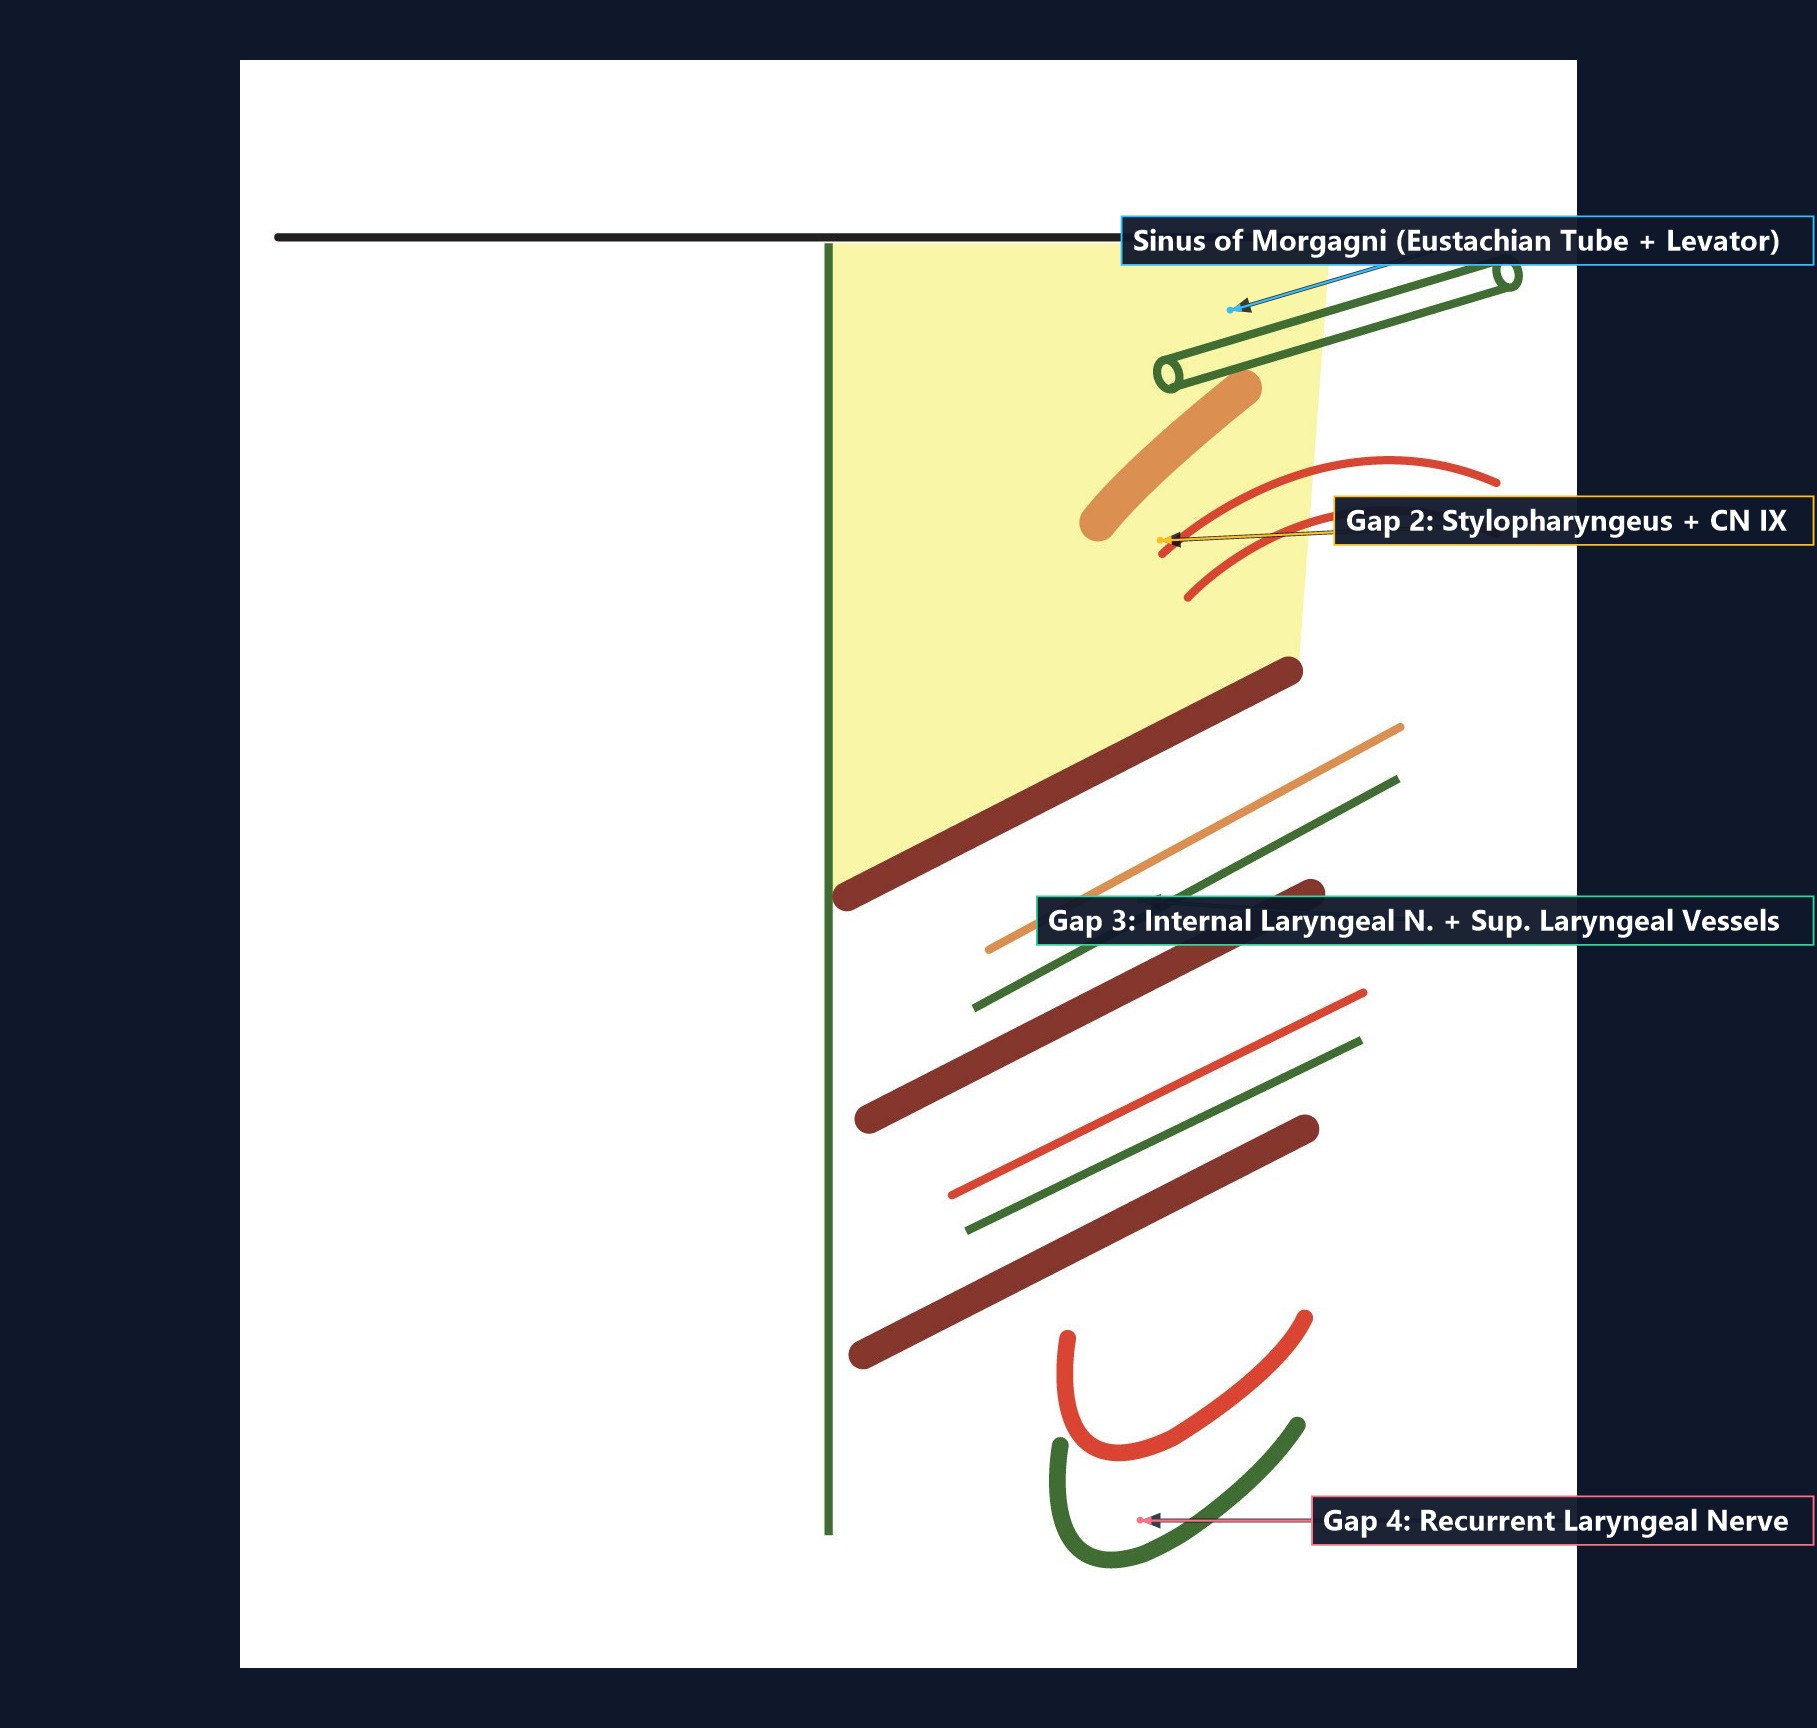 Sinus of Morgagni (Eustachian Tube + Levator)
Gap 2: Stylopharyngeus + CN IX
Gap 3: Internal Laryngeal N. + Sup. Laryngeal Vessels
Gap 4: Recurrent Laryngeal Nerve